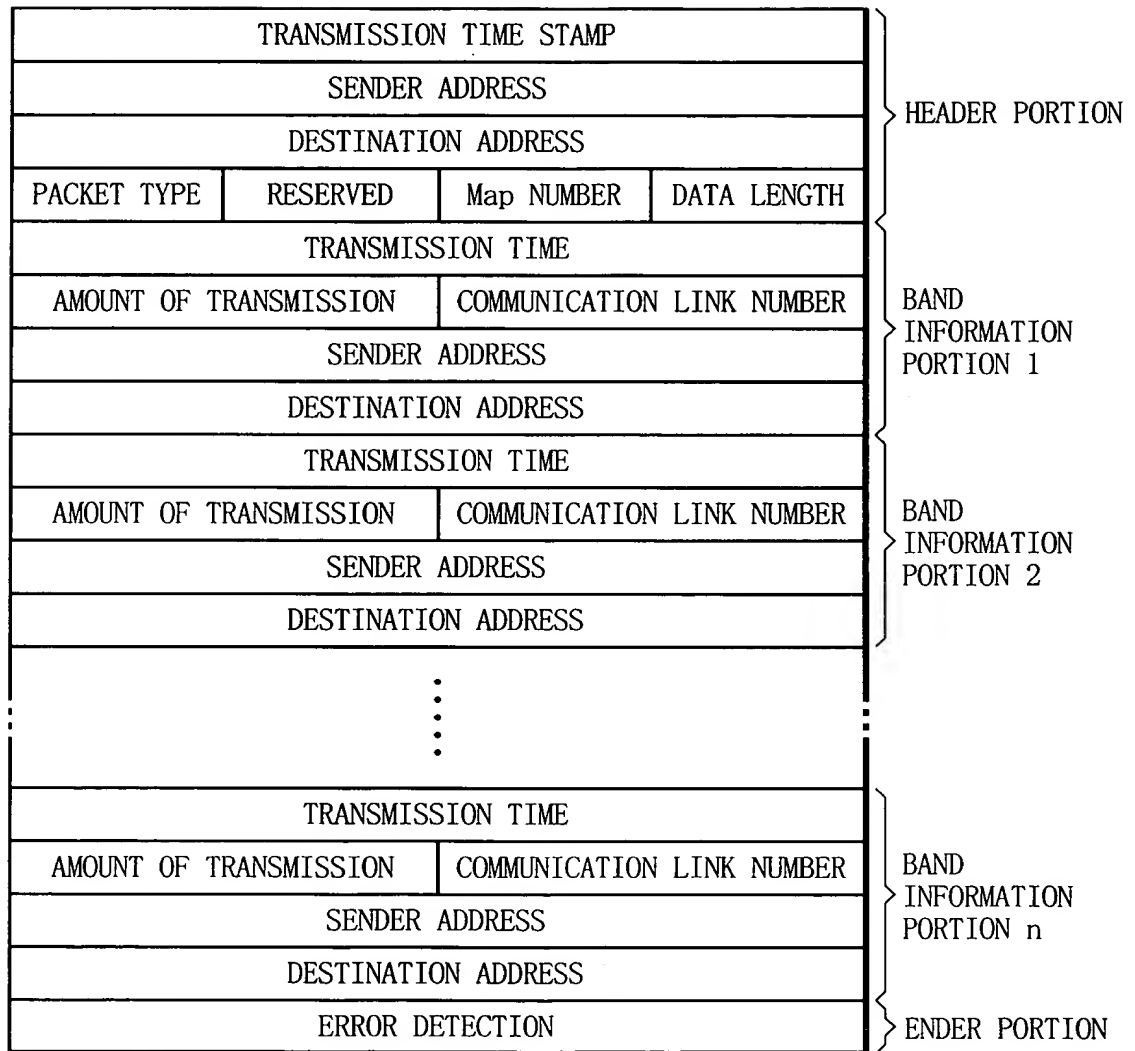 TRANSMISSION TIME STAMP
SENDER ADDRESS
DESTINATION ADDRESS
HEADER PORTION
PACKET TYPE RESERVED Map NUMBER DATA LENGTH
TRANSMISSION TIME
AMOUNT OF TRANSMISSION COMMUNICATION LINK NUMBER
SENDER ADDRESS
DESTINATION ADDRESS
BAND
INFORMATION
PORTION 1
TRANSMISSION TIME
AMOUNT OF TRANSMISSION COMMUNICATION LINK NUMBER
SENDER ADDRESS
DESTINATION ADDRESS
BAND
INFORMATION
PORTION 2
TRANSMISSION TIME
AMOUNT OF TRANSMISSION COMMUNICATION LINK NUMBER
SENDER ADDRESS
DESTINATION ADDRESS
BAND
INFORMATION
PORTION n
ERROR DETECTION
ENDER PORTION